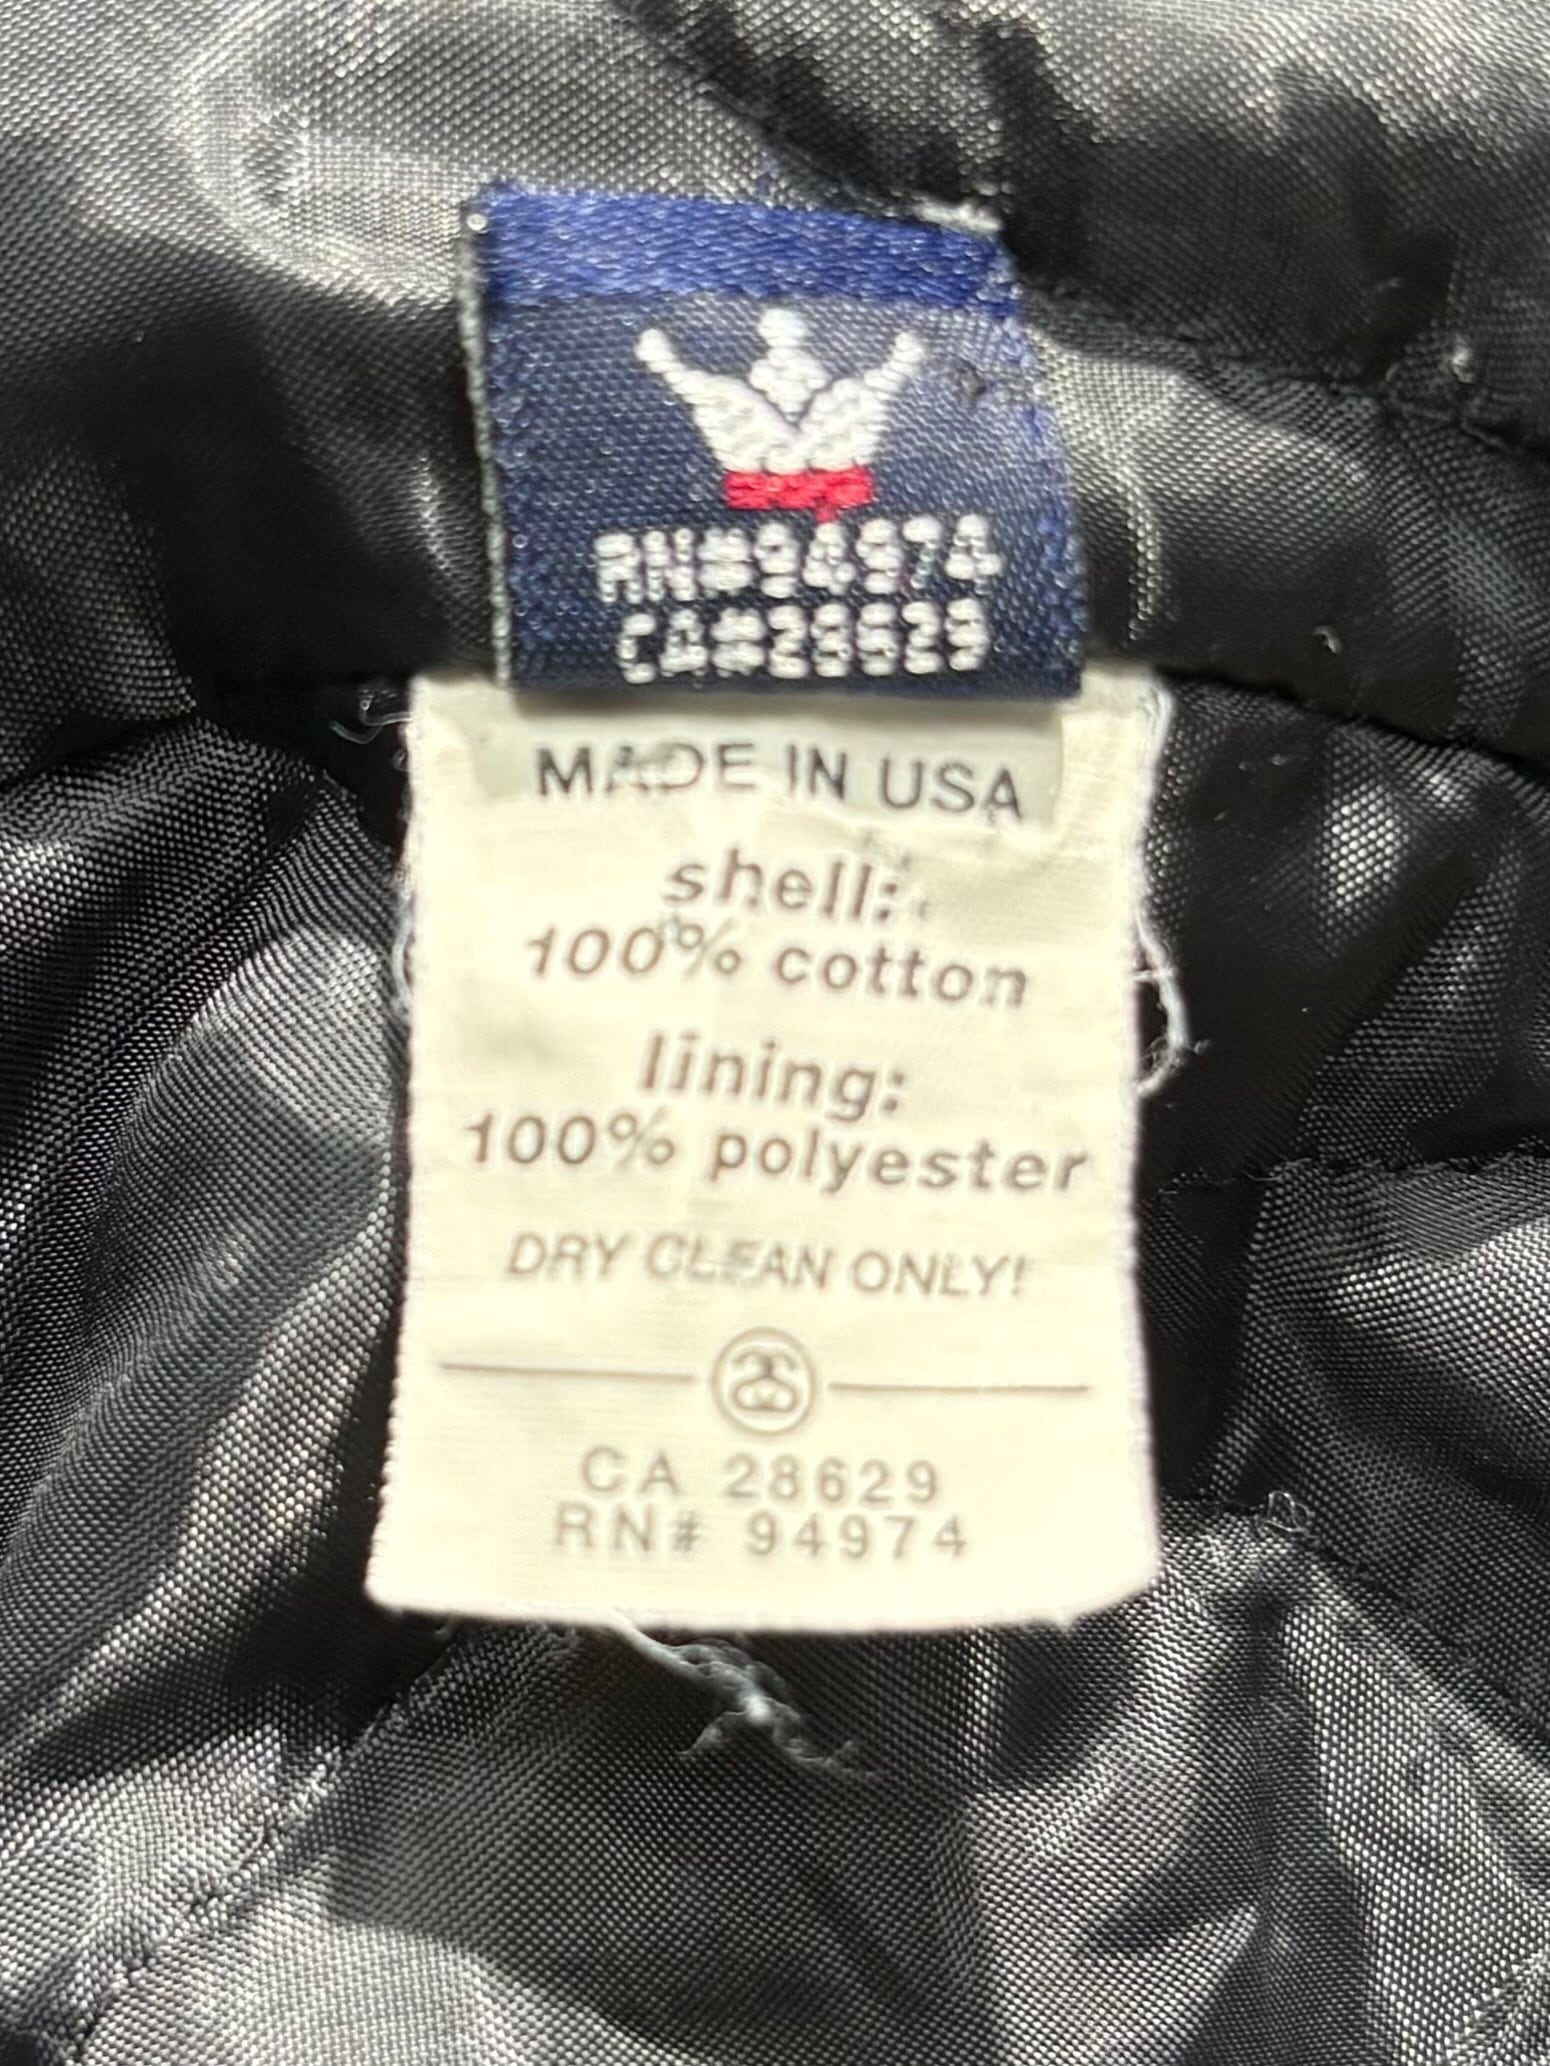 RN#94974
CA#28629
MADE IN USA
shell:
100% cotton
lining:
100% polyester
DRY CLEAN ONLY!
CA 28629
RN# 94974